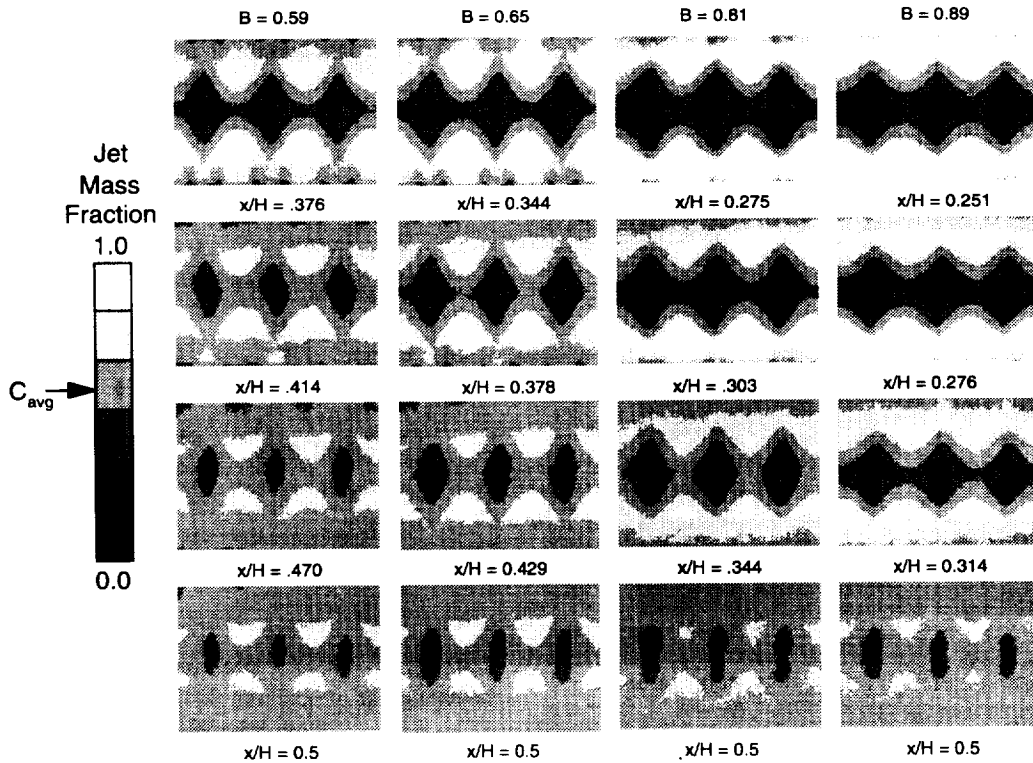 B = 0.59 B = 0.65 B = 0.81 B = 0.89
x/H = .376 x/H = 0.344 x/H = 0.275 x/H = 0.251
Jet
Mass
Fraction
1.0
C avg
0.0
x/H = .414 x/H = 0.378 x/H = .303 x/H = 0.276
x/H = .470 x/H = 0.429 x/H = .344 x/H = 0.314
x/H = 0.5 x/H = 0.5 x/H = 0.5 x/H = 0.5